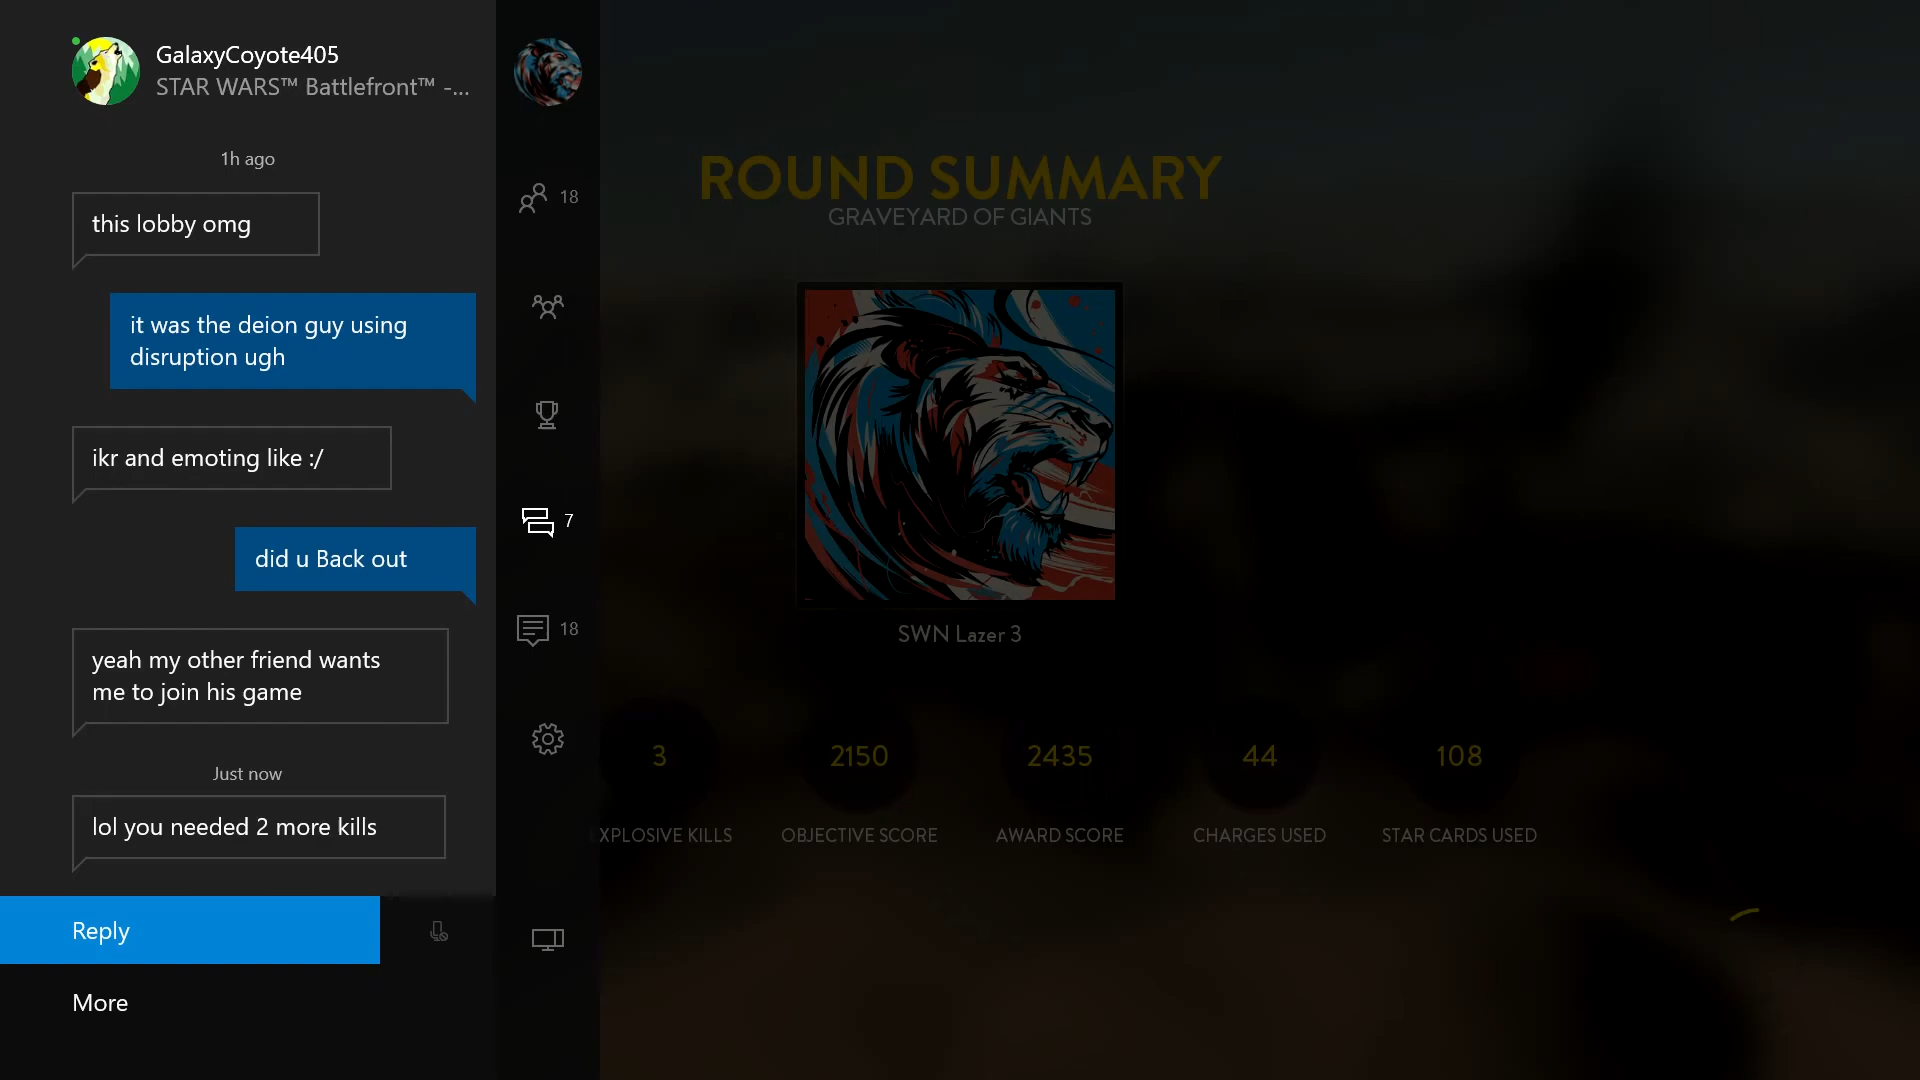 GalaxyCoyote405
STAR WARS™ Battlefront™ -...
1h ago
this lobby omg
it was the deion guy using
disruption ugh
ikr and emoting like :/
did u Back out
yeah my other friend wants
me to join his game
Just now
lol you needed 2 more kills
Reply
More
18
7
18
ROUND SUMMARY
GRAVEYARD OF GIANTS
SWN Lazer 3
3
2150
2435
44
108
XPLOSIVE KILLS
OBJECTIVE SCORE
AWARD SCORE
CHARGES USED
STAR CARDS USED